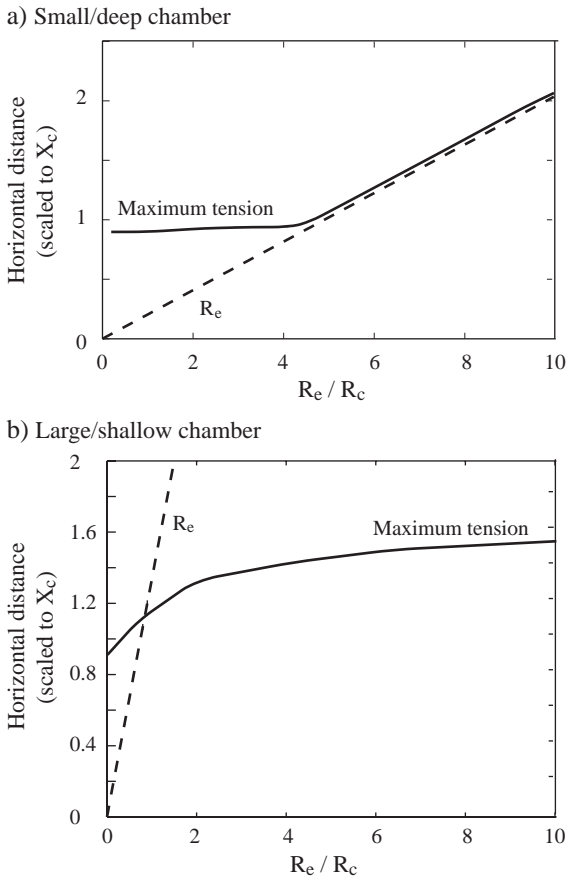 a) Small/deep chamber
Horizontal distance
(scaled to Xc)
2
1
0
Maximum tension
Re
0 2 4 6 8 10
Re / Rc
b) Large/shallow chamber
Horizontal distance
(scaled to Xc)
2
1.6
1.2
0.8
0.4
0
Re
Maximum tension
0 2 4 6 8 10
Re / Rc